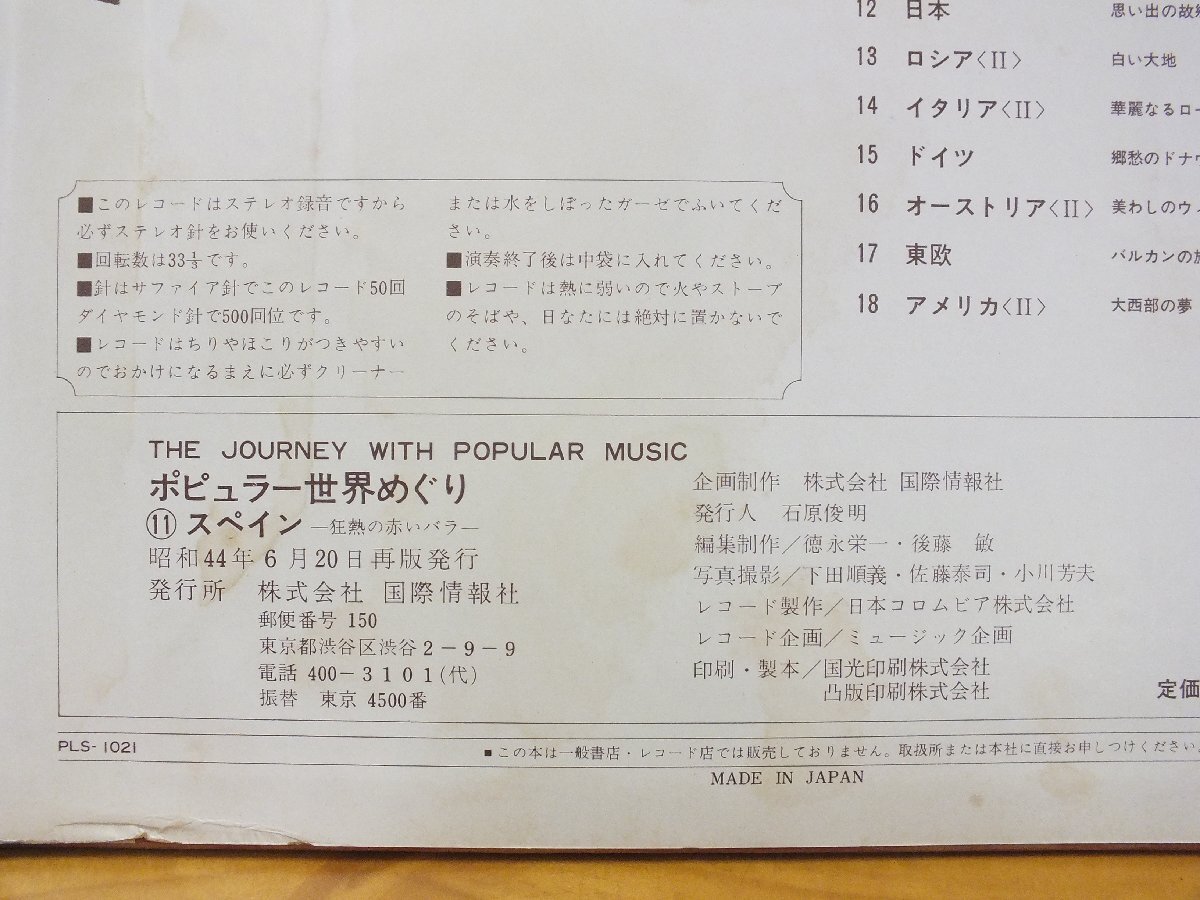 12 日本 思い出の故郷
13 ロシア〈II〉 白い大地
14 イタリア〈II〉 華麗なるロー
15 ドイツ 郷愁のドナウ
16 オーストリア〈II〉 美わしのウィ
17 東欧 バルカンの旅
18 アメリカ〈II〉 大西部の夢
■このレコードはステレオ録音ですから
必ずステレオ針をお使いください。
■回転数は33⅓です。
■針はサファイア針でこのレコード50回
ダイヤモンド針で500回位です。
■レコードはちりやほこりがつきやすい
のでおかけになるまえに必ずクリーナー
または水をしぼったガーゼでふいてくだ
さい。
■演奏終了後は中袋に入れてください。
■レコードは熱に弱いので火やストーブ
のそばや、日なたには絶対に置かないで
ください。
THE JOURNEY WITH POPULAR MUSIC
ポピュラー世界めぐり
⑪スペイン —狂熱の赤いバラ—
昭和44年6月20日再版発行
発行所 株式会社 国際情報社
郵便番号 150
東京都渋谷区渋谷2-9-9
電話 400-3101(代)
振替 東京 4500番
企画制作 株式会社 国際情報社
発行人 石原俊明
編集制作/徳永栄一・後藤 敏
写真撮影/下田順義・佐藤泰司・小川芳夫
レコード製作/日本コロムビア株式会社
レコード企画/ミュージック企画
印刷・製本/国光印刷株式会社
凸版印刷株式会社
定価
PLS-1021
■この本は一般書店・レコード店では販売しておりません。取扱所または本社に直接お申しつけください。
MADE IN JAPAN